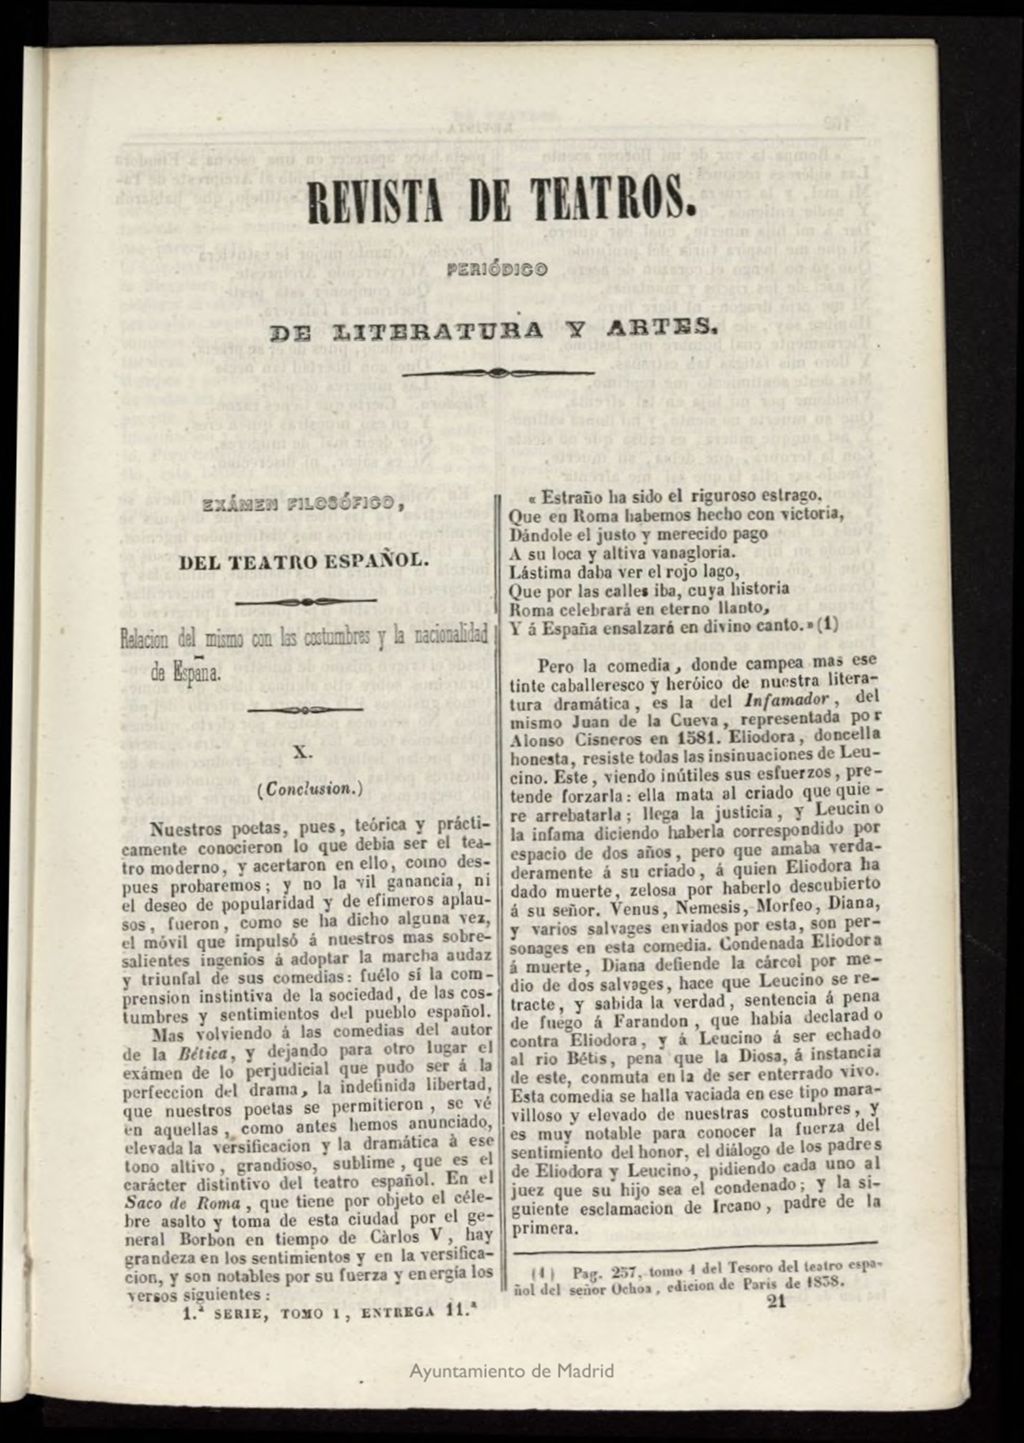 REVISTA DE TEATROS.
PERIÓDICO
DE LITERATURA Y ARTES.
EXÁMEN FILOSÓFICO,
DEL TEATRO ESPAÑOL.
Relacion del mismo con las costumbres y la nacionalidad
de España.
X.
(Conclusion.)
Nuestros poetas, pues, teórica y prácti-
camente conocieron lo que debia ser el tea-
tro moderno, y acertaron en ello, como des-
pues probaremos; y no la vil ganancia, ni
el deseo de popularidad y de efímeros aplau-
sos, fueron, como se ha dicho alguna vez,
el móvil que impulsó á nuestros mas sobre-
salientes ingenios á adoptar la marcha audaz
y triunfal de sus comedias: fuélo sí la com-
prension instintiva de la sociedad, de las cos-
tumbres y sentimientos del pueblo español.
Mas volviendo á las comedias del autor
de la Bética, y dejando para otro lugar el
exámen de lo perjudicial que pudo ser á la
perfeccion del drama, la indefinida libertad,
que nuestros poetas se permitieron, se vé
en aquellas, como antes hemos anunciado,
elevada la versificacion y la dramática à ese
tono altivo, grandioso, sublime, que es el
carácter distintivo del teatro español. En el
Saco de Roma, que tiene por objeto el céle-
bre asalto y toma de esta ciudad por el ge-
neral Borbon en tiempo de Càrlos V, hay
grandeza en los sentimientos y en la versifica-
cion, y son notables por su fuerza y energía los
versos siguientes:
1.ª SERIE, TOMO I, ENTREGA 11.ª
« Estraño ha sido el riguroso estrago.
Que en Roma habemos hecho con victoria,
Dándole el justo y merecido pago
A su loca y altiva vanagloria.
Lástima daba ver el rojo lago,
Que por las calles iba, cuya historia
Roma celebrará en eterno llanto,
Y á España ensalzará en divino canto. » (1)
Pero la comedia, donde campea mas ese
tinte caballeresco y heróico de nuestra litera-
tura dramática, es la del Infamador, del
mismo Juan de la Cueva, representada por
Alonso Cisneros en 1581. Eliodora, doncella
honesta, resiste todas las insinuaciones de Leu-
cino. Este, viendo inútiles sus esfuerzos, pre-
tende forzarla: ella mata al criado que quie-
re arrebatarla; llega la justicia, y Leucino
la infama diciendo haberla correspondido por
espacio de dos años, pero que amaba verda-
deramente á su criado, á quien Eliodora ha
dado muerte, zelosa por haberlo descubierto
á su señor. Venus, Nemesis, Morfeo, Diana,
y varios salvages enviados por esta, son per-
sonages en esta comedia. Condenada Eliodora
á muerte, Diana defiende la cárcel por me-
dio de dos salvages, hace que Leucino se re-
tracte, y sabida la verdad, sentencia á pena
de fuego á Farandon, que habia declarado
contra Eliodora, y á Leucino á ser echado
al rio Bétis, pena que la Diosa, á instancia
de este, conmuta en la de ser enterrado vivo.
Esta comedia se halla vaciada en ese tipo mara-
villoso y elevado de nuestras costumbres, y
es muy notable para conocer la fuerza del
sentimiento del honor, el diálogo de los padres
de Eliodora y Leucino, pidiendo cada uno al
juez que su hijo sea el condenado; y la si-
guiente esclamacion de Ircano, padre de la
primera.
(1) Pag. 257, tomo 1 del Tesoro del teatro espa-
ñol del señor Ochoa, edicion de Paris de 1838.
21
Ayuntamiento de Madrid